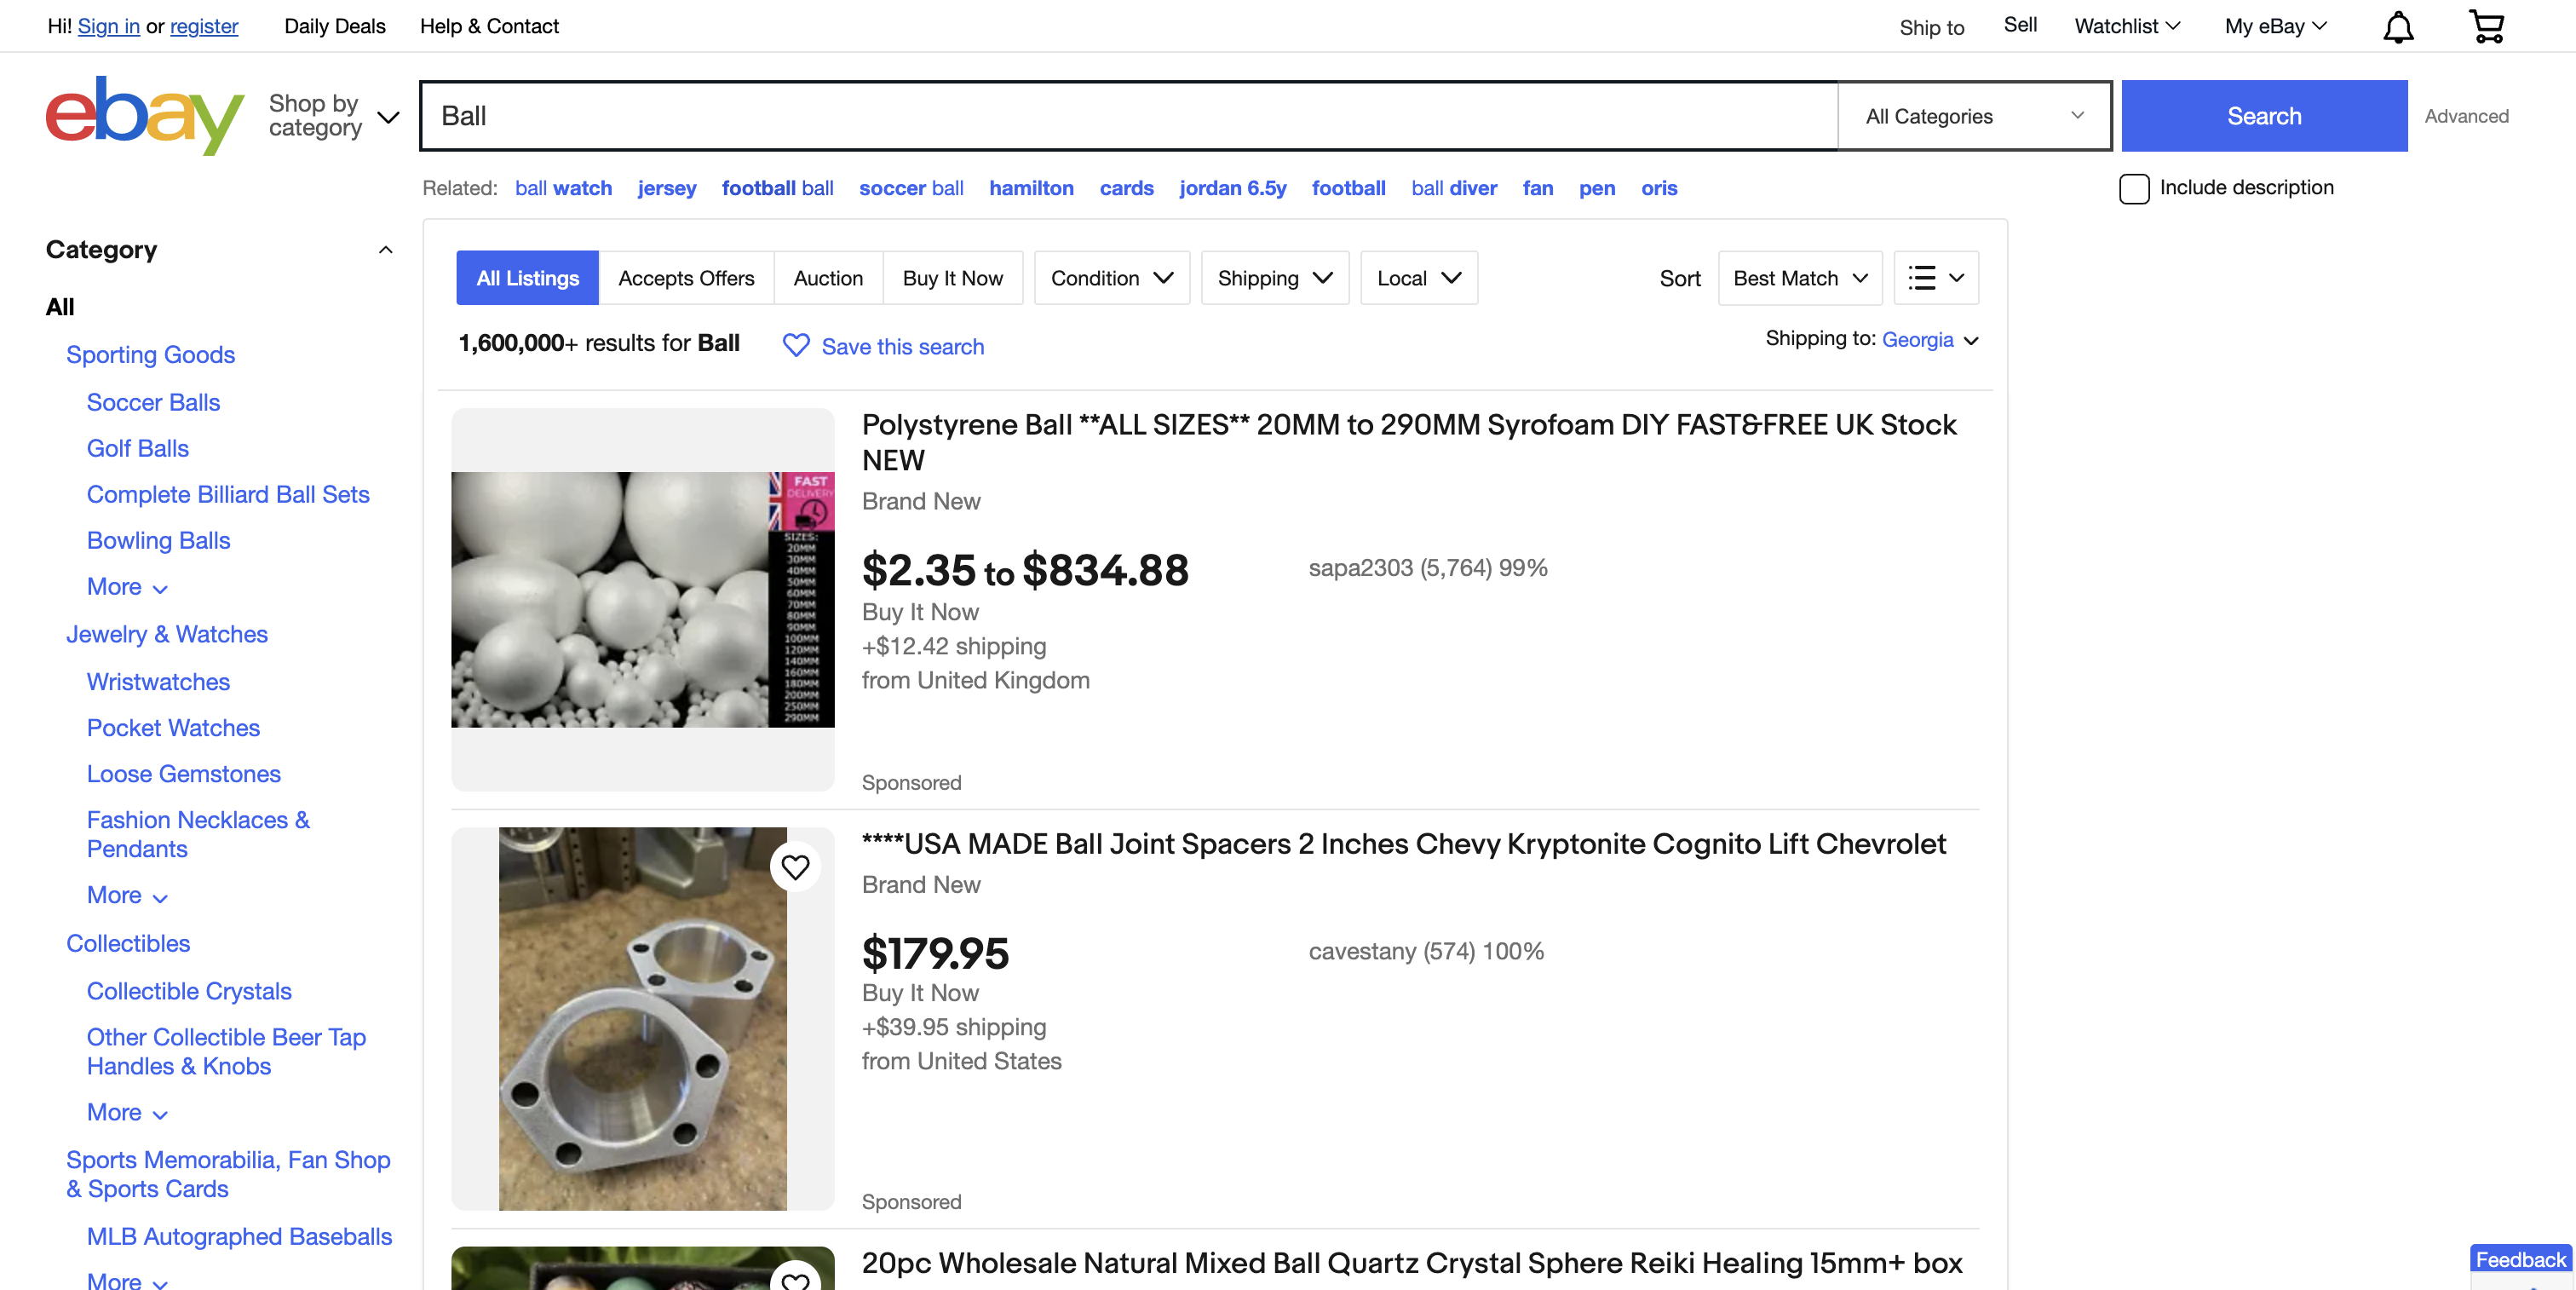 Hi! Sign in or register Daily Deals Help & Contact Ship to Sell Watchlist My eBay
ebay
Shop by
category
Ball
All Categories
Search
Advanced
Related: ball watch jersey football ball soccer ball hamilton cards jordan 6.5y football ball diver fan pen oris
Include description
Category
All
Sporting Goods
Soccer Balls
Golf Balls
Complete Billiard Ball Sets
Bowling Balls
More
Jewelry & Watches
Wristwatches
Pocket Watches
Loose Gemstones
Fashion Necklaces &
Pendants
More
Collectibles
Collectible Crystals
Other Collectible Beer Tap
Handles & Knobs
More
Sports Memorabilia, Fan Shop
& Sports Cards
MLB Autographed Baseballs
More
All Listings Accepts Offers Auction Buy It Now Condition Shipping Local Sort Best Match
1,600,000+ results for Ball Save this search
Shipping to: Georgia
FAST
DELIVERY
SIZES:
20MM
30MM
40MM
50MM
60MM
70MM
80MM
90MM
100MM
120MM
140MM
160MM
180MM
200MM
250MM
290MM
Polystyrene Ball **ALL SIZES** 20MM to 290MM Syrofoam DIY FAST&FREE UK Stock
NEW
Brand New
$2.35 to $834.88
sapa2303 (5,764) 99%
Buy It Now
+$12.42 shipping
from United Kingdom
Sponsored
****USA MADE Ball Joint Spacers 2 Inches Chevy Kryptonite Cognito Lift Chevrolet
Brand New
$179.95
cavestany (574) 100%
Buy It Now
+$39.95 shipping
from United States
Sponsored
20pc Wholesale Natural Mixed Ball Quartz Crystal Sphere Reiki Healing 15mm+ box
Feedback